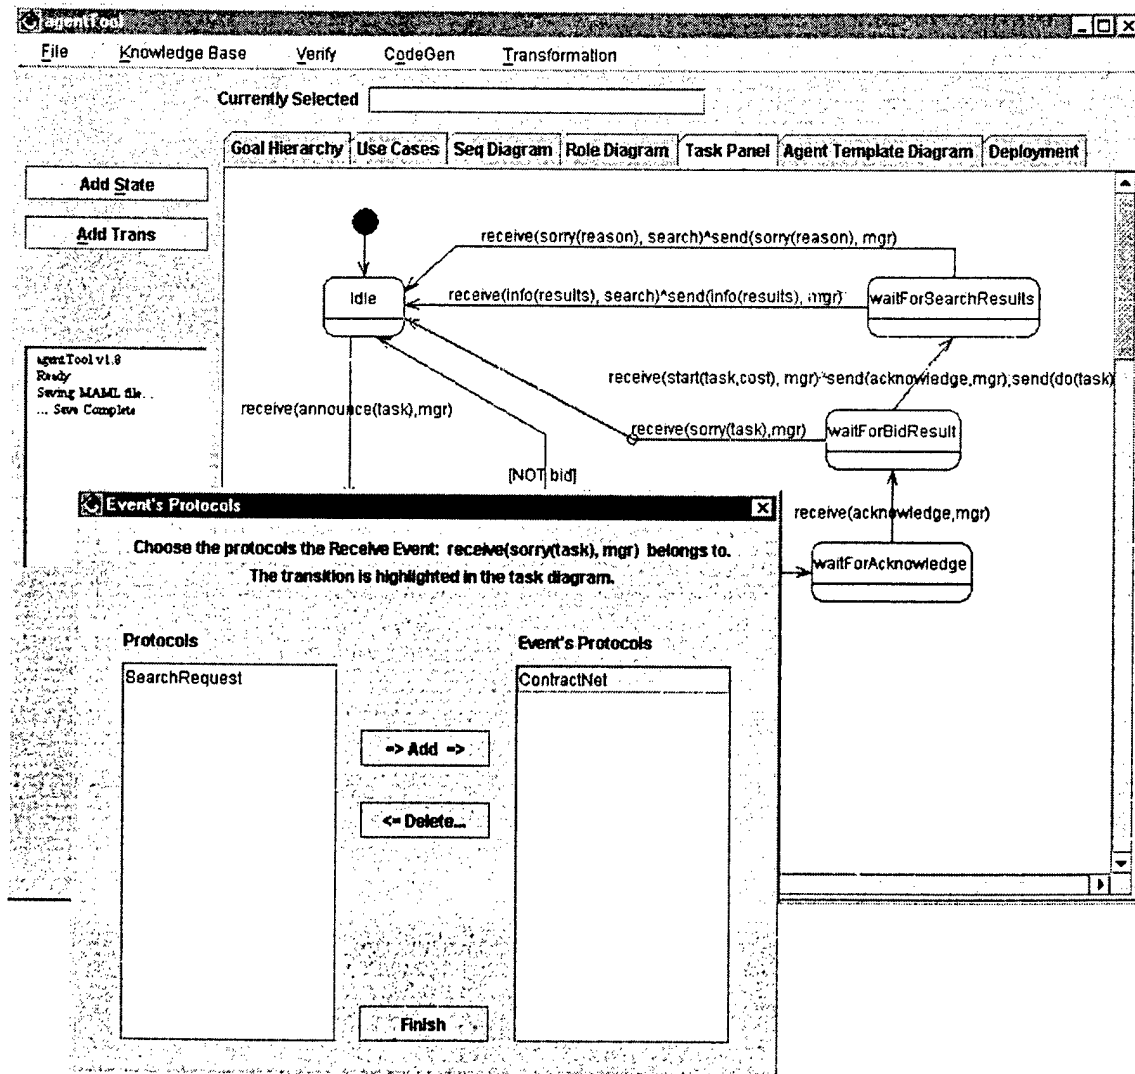 agentTool
File Knowledge Base Verify CodeGen Transformation
Currently Selected
Goal Hierarchy Use Cases Seq Diagram Role Diagram Task Panel Agent Template Diagram Deployment
Add State
Add Trans
receive(sorry(reason), search)^send(sorry(reason), mgr)
Idle
receive(info(results), search)^send(info(results), mgr)
waitForSearchResults
agentTool v1.8
Ready
Saving MAML file...
... Save Complete
receive(start(task,cost), mgr)^send(acknowledge,mgr);send(do(task)
receive(announce(task),mgr)
receive(sorry(task),mgr)
waitForBidResult
[NOT bid]
receive(acknowledge,mgr)
waitForAcknowledge
Event's Protocols
Choose the protocols the Receive Event: receive(sorry(task), mgr) belongs to.
The transition is highlighted in the task diagram.
Protocols Event's Protocols
SearchRequest ContractNet
=> Add =>
<= Delete...
Finish